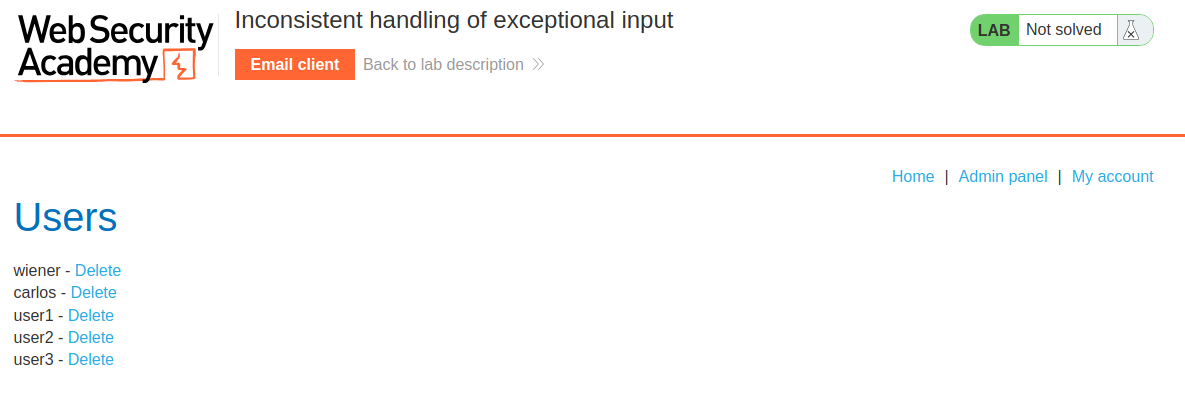 Web Security
Academy
Inconsistent handling of exceptional input
Email client
Back to lab description
LAB Not solved
Home | Admin panel | My account
Users
wiener - Delete
carlos - Delete
user1 - Delete
user2 - Delete
user3 - Delete